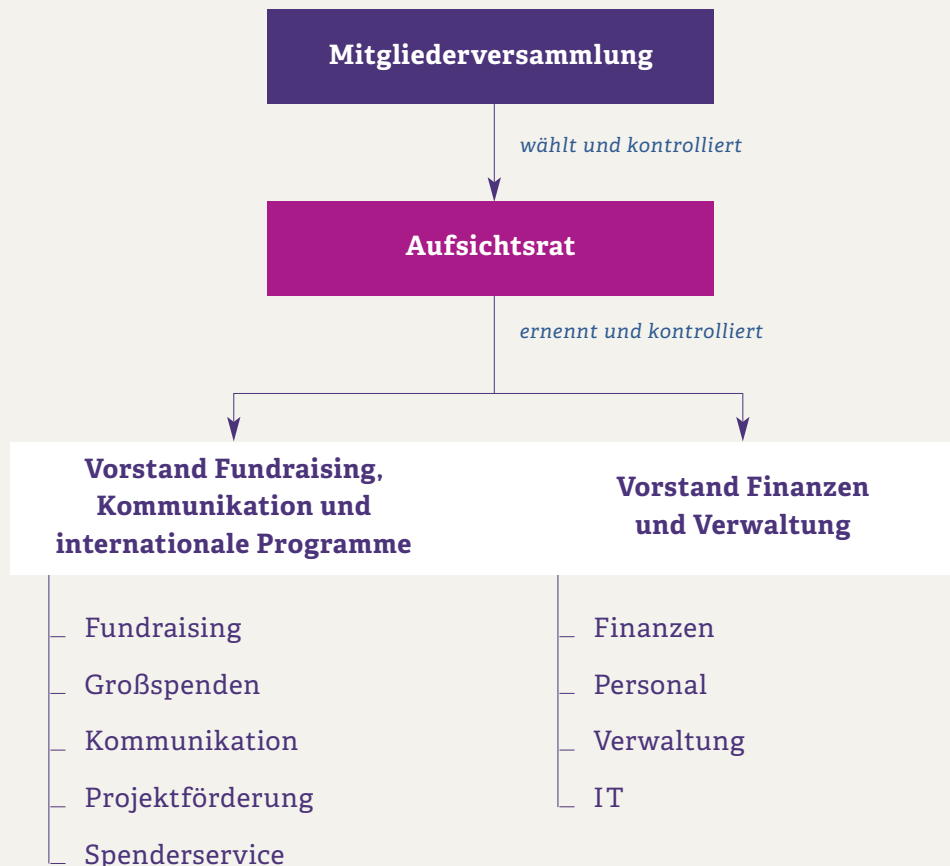 Mitgliederversammlung
wählt und kontrolliert
Aufsichtsrat
ernennt und kontrolliert
Vorstand Fundraising,
Kommunikation und
internationale Programme
Fundraising
Großspenden
Kommunikation
Projektförderung
Spenderservice
Vorstand Finanzen
und Verwaltung
Finanzen
Personal
Verwaltung
IT